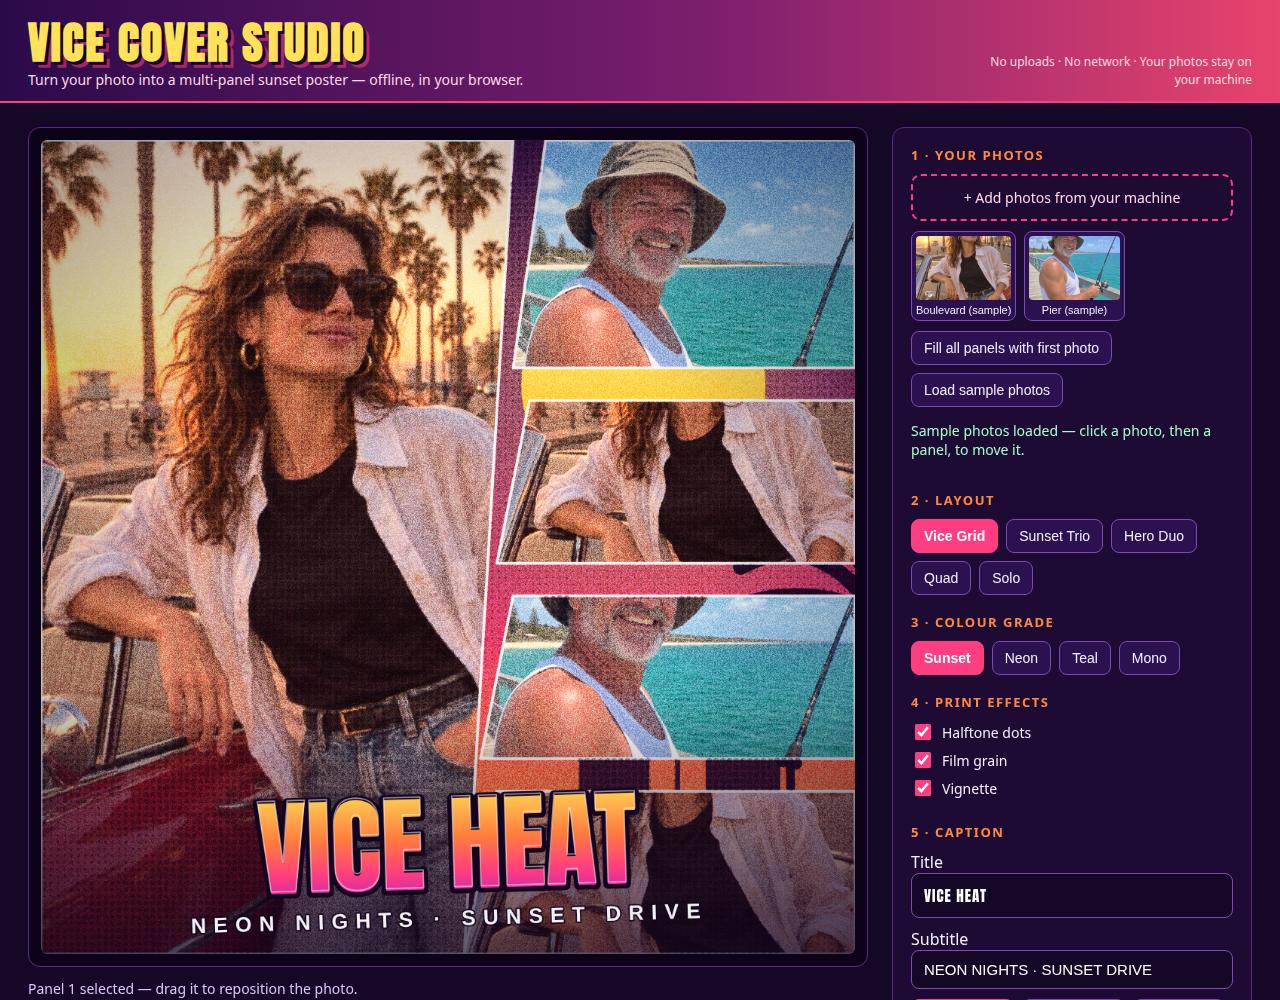 VICE COVER STUDIO
Turn your photo into a multi-panel sunset poster — offline, in your browser.
No uploads · No network · Your photos stay on
your machine
VICE HEAT
NEON NIGHTS · SUNSET DRIVE
Panel 1 selected — drag it to reposition the photo.
1 · YOUR PHOTOS
+ Add photos from your machine
Boulevard (sample)
Pier (sample)
Fill all panels with first photo
Load sample photos
Sample photos loaded — click a photo, then a
panel, to move it.
2 · LAYOUT
Vice Grid
Sunset Trio
Hero Duo
Quad
Solo
3 · COLOUR GRADE
Sunset
Neon
Teal
Mono
4 · PRINT EFFECTS
Halftone dots
Film grain
Vignette
5 · CAPTION
Title
VICE HEAT
Subtitle
NEON NIGHTS · SUNSET DRIVE